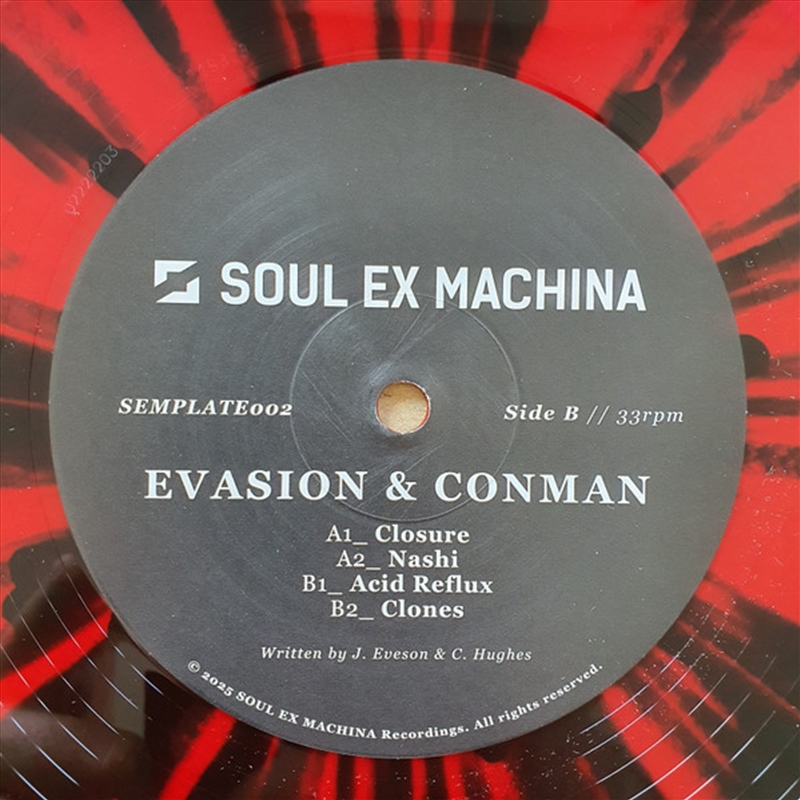 SOUL EX MACHINA
SEMPLATE002
Side B // 33rpm
EVASION & CONMAN
A1_ Closure
A2_ Nashi
B1_ Acid Reflux
B2_ Clones
Written by J. Eveson & C. Hughes
© 2025 SOUL EX MACHINA Recordings. All rights reserved.